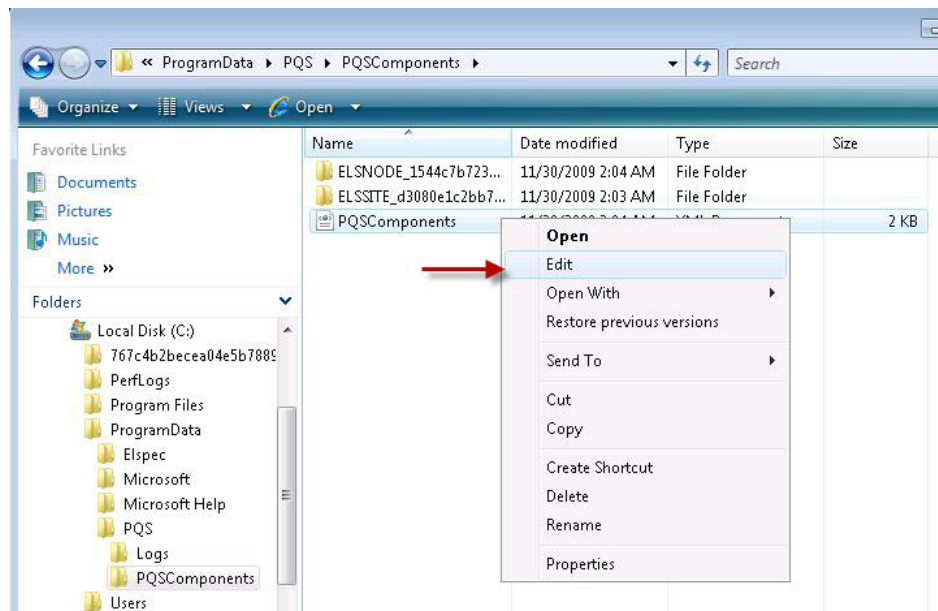 « ProgramData ▸ PQS ▸ PQSComponents ▸
Search
Organize Views Open
Favorite Links
Documents
Pictures
Music
More »
Folders
Local Disk (C:)
PerfLogs
Program Files
ProgramData
Elspec
Microsoft
Microsoft Help
PQS
Logs
PQSComponents
Users
Name Date modified Type Size
ELSNODE_1544c7b723... 11/30/2009 2:04 AM File Folder
ELSSITE_d3080e1c2bb7... 11/30/2009 2:03 AM File Folder
PQSComponents 2 KB
Open
Edit
Open With
Restore previous versions
Send To
Cut
Copy
Create Shortcut
Delete
Rename
Properties